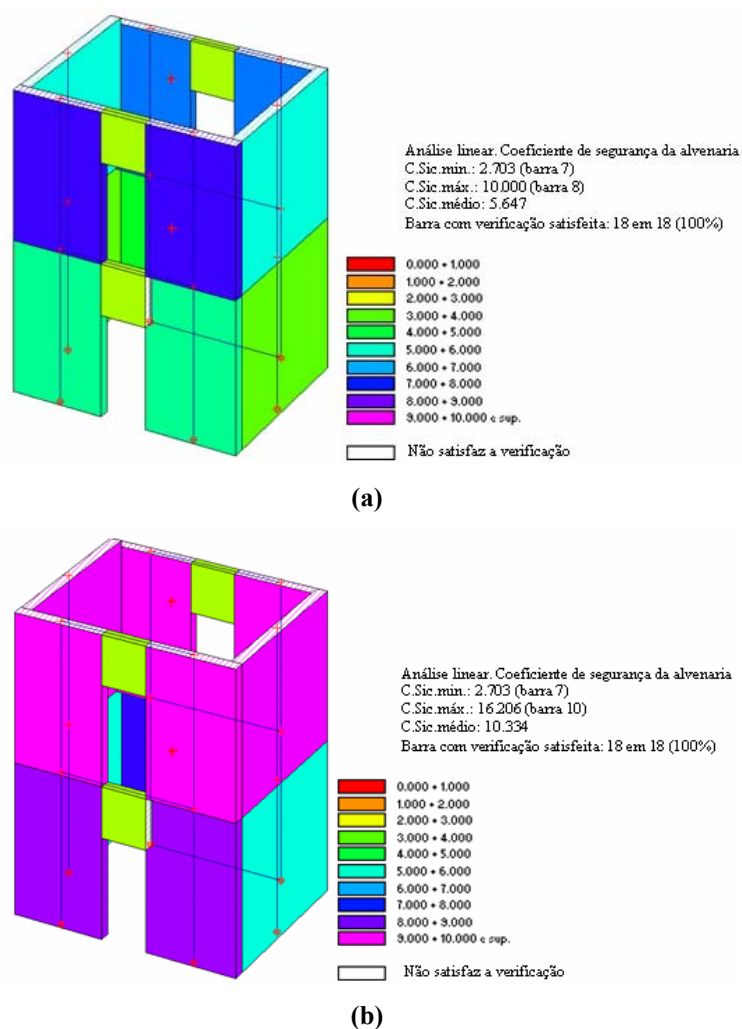 Análise linear. Coeficiente de segurança da alvenaria
C.Sic.min.: 2.703 (barra 7)
C.Sic.máx.: 10.000 (barra 8)
C.Sic.médio: 5.647
Barra com verificação satisfeita: 18 em 18 (100%)
0.000 ÷ 1.000
1.000 ÷ 2.000
2.000 ÷ 3.000
3.000 ÷ 4.000
4.000 ÷ 5.000
5.000 ÷ 6.000
6.000 ÷ 7.000
7.000 ÷ 8.000
8.000 ÷ 9.000
9.000 ÷ 10.000 e sup.
Não satisfaz a verificação
(a)
Análise linear. Coeficiente de segurança da alvenaria
C.Sic.min.: 2.703 (barra 7)
C.Sic.máx.: 16.206 (barra 10)
C.Sic.médio: 10.334
Barra com verificação satisfeita: 18 em 18 (100%)
0.000 ÷ 1.000
1.000 ÷ 2.000
2.000 ÷ 3.000
3.000 ÷ 4.000
4.000 ÷ 5.000
5.000 ÷ 6.000
6.000 ÷ 7.000
7.000 ÷ 8.000
8.000 ÷ 9.000
9.000 ÷ 10.000 e sup.
Não satisfaz a verificação
(b)